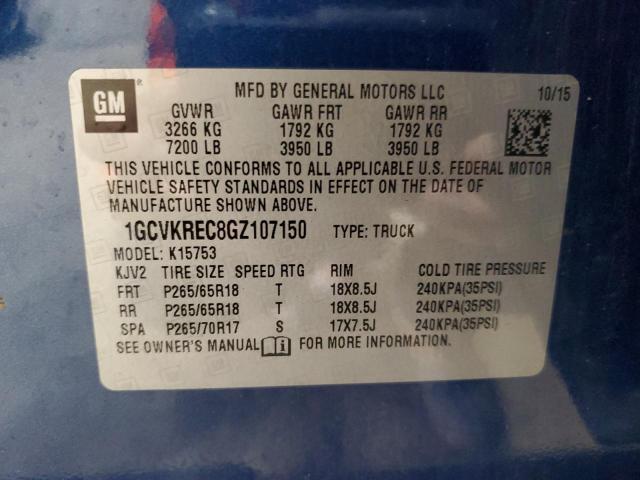 GM ® MFD BY GENERAL MOTORS LLC 10/15
GVWR GAWR FRT GAWR RR
3266 KG 1792 KG 1792 KG
7200 LB 3950 LB 3950 LB
THIS VEHICLE CONFORMS TO ALL APPLICABLE U.S. FEDERAL MOTOR
VEHICLE SAFETY STANDARDS IN EFFECT ON THE DATE OF
MANUFACTURE SHOWN ABOVE.
1GCVKREC8GZ107150 TYPE: TRUCK
MODEL: K15753
KJV2 TIRE SIZE SPEED RTG RIM COLD TIRE PRESSURE
FRT P265/65R18 T 18X8.5J 240KPA(35PSI)
RR P265/65R18 T 18X8.5J 240KPA(35PSI)
SPA P265/70R17 S 17X7.5J 240KPA(35PSI)
SEE OWNER'S MANUAL i FOR MORE INFORMATION.